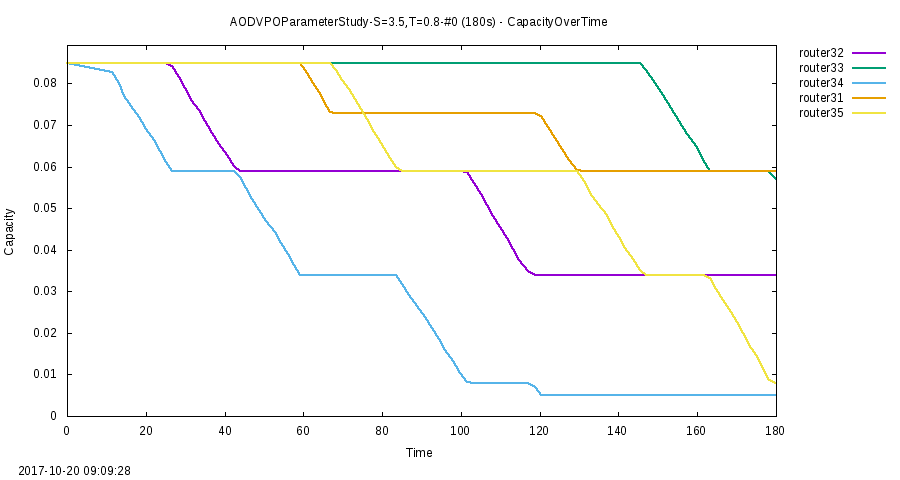 AODVPOParameterStudy-S=3.5,T=0.8-#0 (180s) - CapacityOverTime
router32
router33
router34
router31
router35
0.08
0.07
0.06
0.05
0.04
0.03
0.02
0.01
0
Capacity
0 20 40 60 80 100 120 140 160 180
Time
2017-10-20 09:09:28